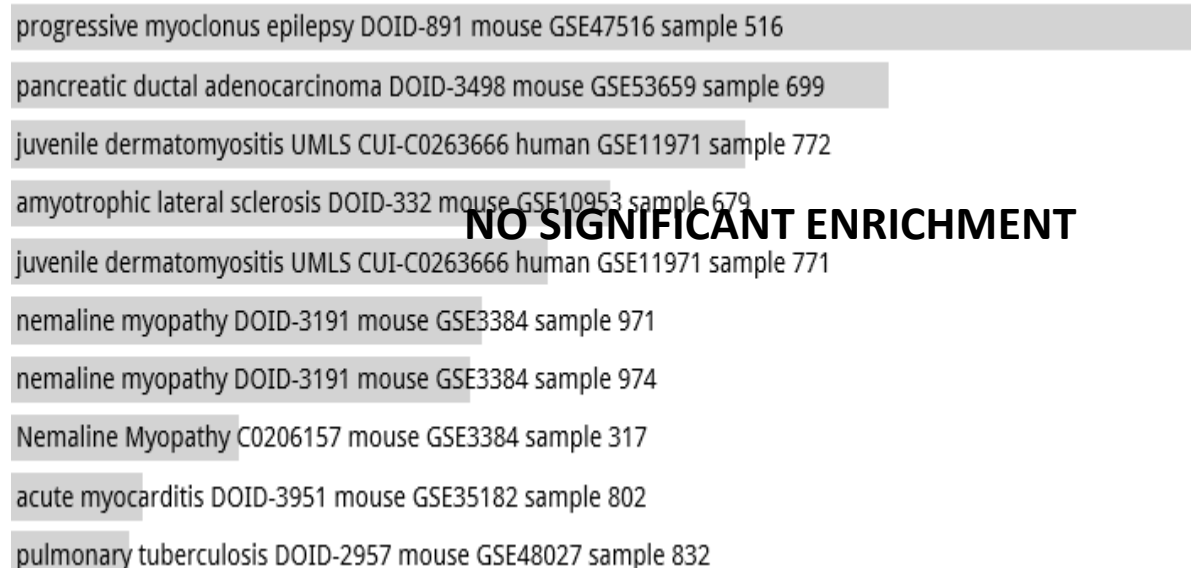 progressive myoclonus epilepsy DOID-891 mouse GSE47516 sample 516
pancreatic ductal adenocarcinoma DOID-3498 mouse GSE53659 sample 699
juvenile dermatomyositis UMLS CUI-C0263666 human GSE11971 sample 772
amyotrophic lateral sclerosis DOID-332 mouse GSE10953 sample 679
NO SIGNIFICANT ENRICHMENT
juvenile dermatomyositis UMLS CUI-C0263666 human GSE11971 sample 771
nemaline myopathy DOID-3191 mouse GSE3384 sample 971
nemaline myopathy DOID-3191 mouse GSE3384 sample 974
Nemaline Myopathy C0206157 mouse GSE3384 sample 317
acute myocarditis DOID-3951 mouse GSE35182 sample 802
pulmonary tuberculosis DOID-2957 mouse GSE48027 sample 832